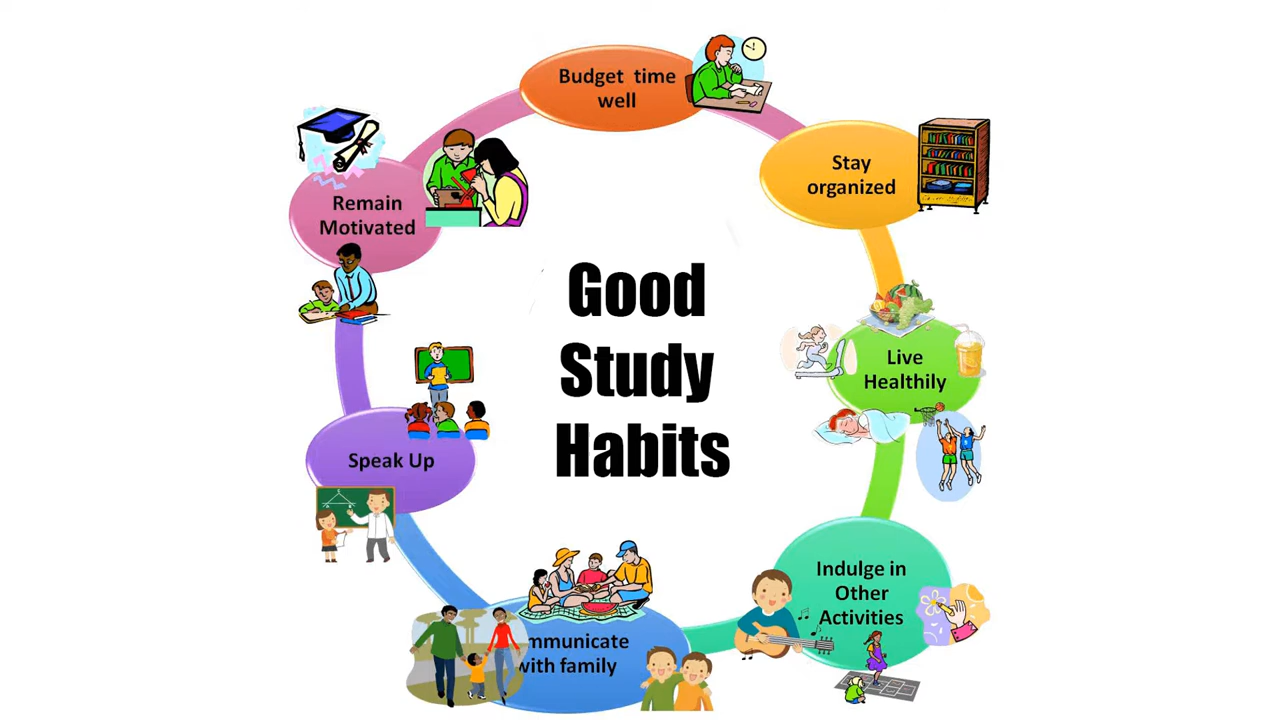 Budget time
well
Stay
organized
Live
Healthily
Indulge in
Other
Activities
mmunicate
with family
Speak Up
Remain
Motivated
Good
Study
Habits